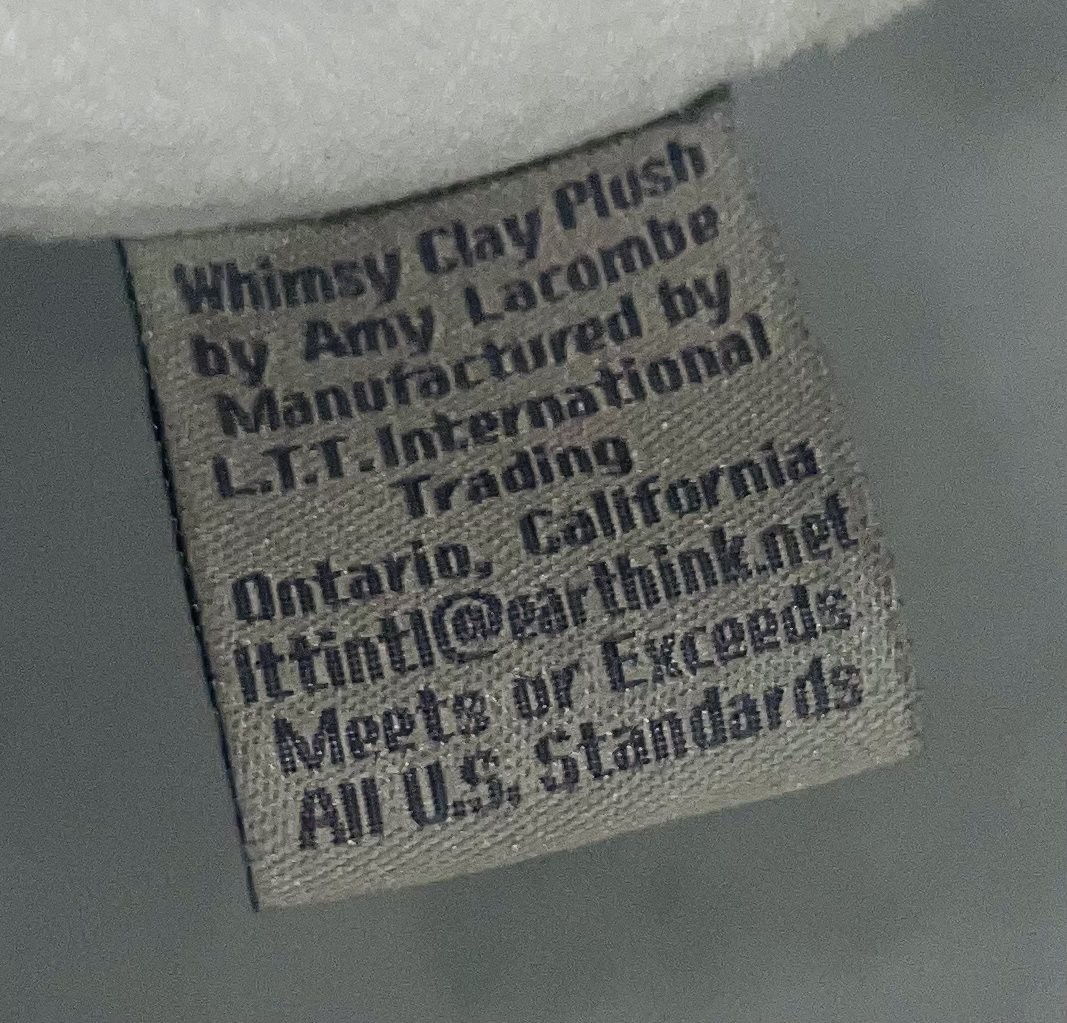 Whimsy Clay Plush
by Amy Lacombe
Manufactured by
L.T.T. International
Trading
Ontario, California
lttintl@earthink.net
Meets or Exceeds
All U.S. Standards